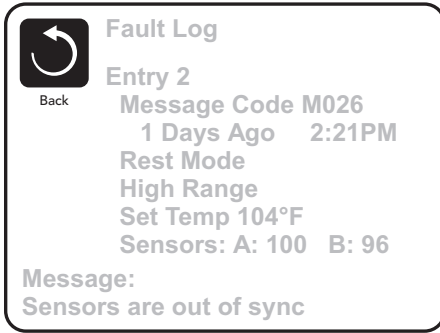 Fault Log
Back
Entry 2
Message Code M026
1 Days Ago 2:21PM
Rest Mode
High Range
Set Temp 104°F
Sensors: A: 100 B: 96
Message:
Sensors are out of sync